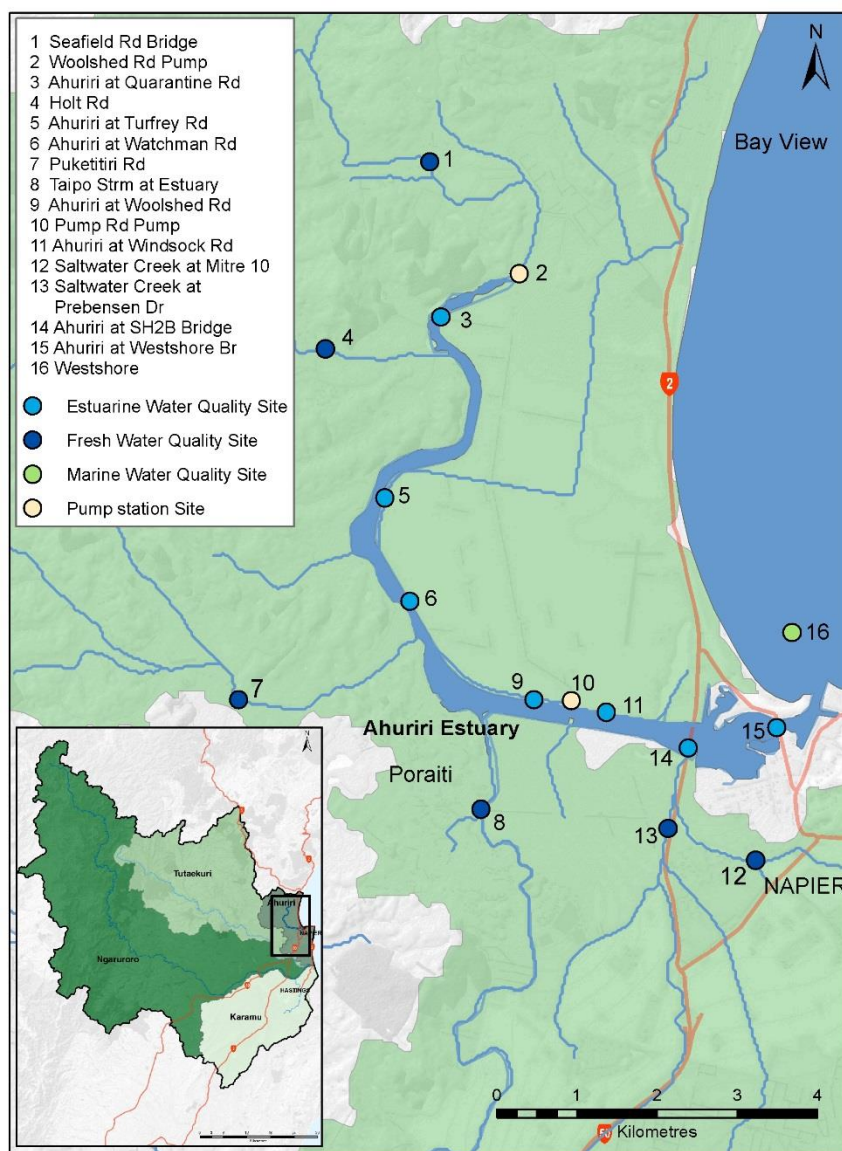 1 Seafield Rd Bridge
2 Woolshed Rd Pump
3 Ahuriri at Quarantine Rd
4 Holt Rd
5 Ahuriri at Turfrey Rd
6 Ahuriri at Watchman Rd
7 Puketitiri Rd
8 Taipo Strm at Estuary
9 Ahuriri at Woolshed Rd
10 Pump Rd Pump
11 Ahuriri at Windsock Rd
12 Saltwater Creek at Mitre 10
13 Saltwater Creek at
Prebensen Dr
14 Ahuriri at SH2B Bridge
15 Ahuriri at Westshore Br
16 Westshore
Estuarine Water Quality Site
Fresh Water Quality Site
Marine Water Quality Site
Pump station Site
N
Bay View
1
2
3
4
2
5
6
16
7
9
10
11
Ahuriri Estuary
15
14
Poraiti
8
13
12
NAPIER
N
Tutaekuri
Ahuriri
NAPIER
Ngaruroro
HASTINGS
Karamu
0 1 2 3 4
Kilometres